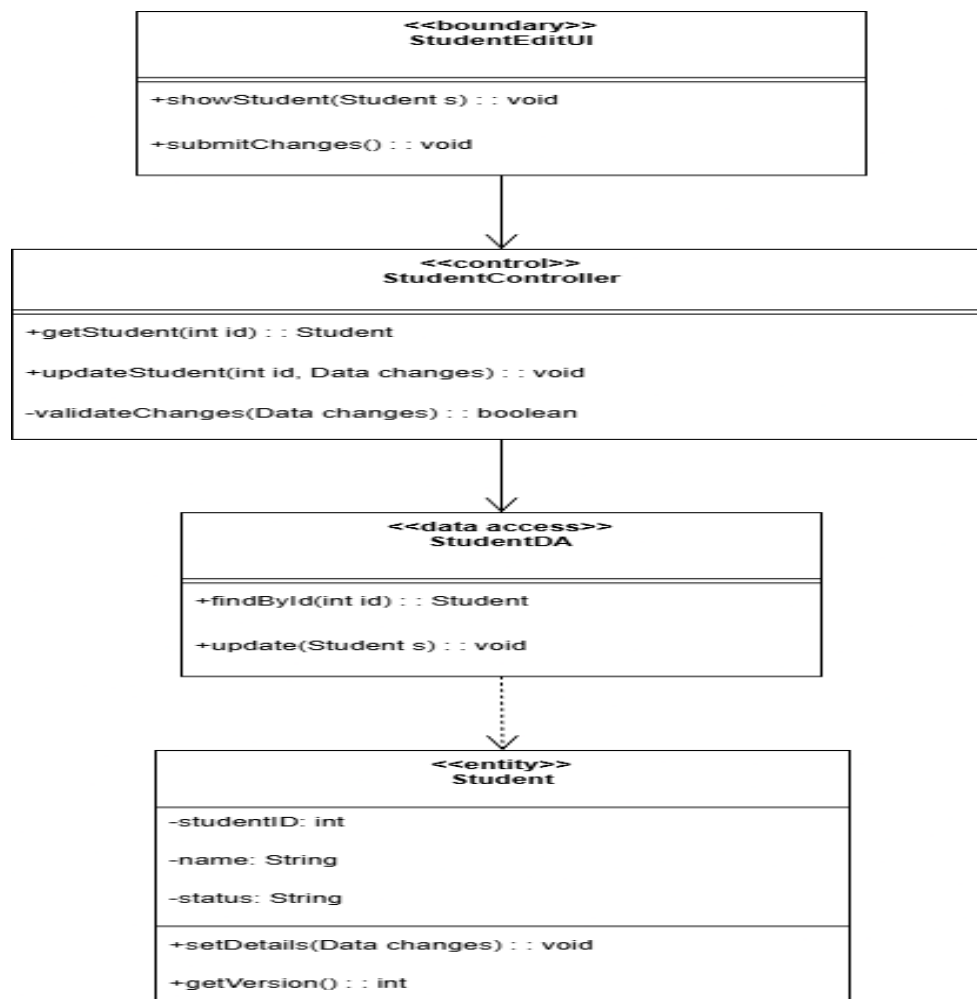 <<boundary>>
StudentEditUI
+showStudent(Student s) : : void
+submitChanges() : : void
<<control>>
StudentController
+getStudent(int id) : : Student
+updateStudent(int id, Data changes) : : void
-validateChanges(Data changes) : : boolean
<<data access>>
StudentDA
+findById(int id) : : Student
+update(Student s) : : void
<<entity>>
Student
-studentID: int
-name: String
-status: String
+setDetails(Data changes) : : void
+getVersion() : : int